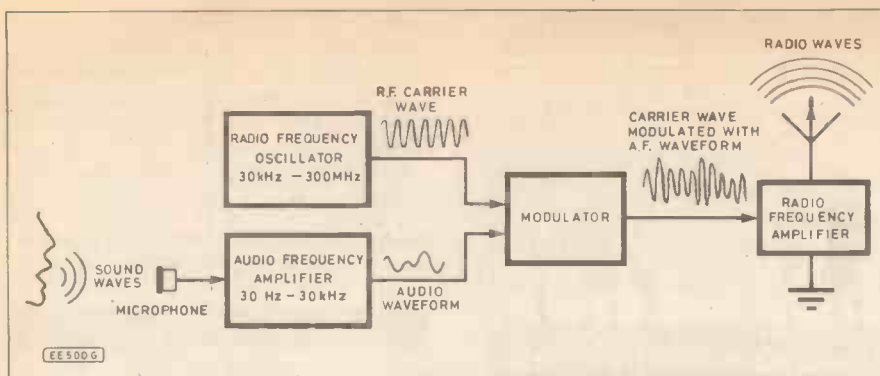 RADIO WAVES
R.F. CARRIER
WAVE
RADIO FREQUENCY
OSCILLATOR
30kHz – 300MHz
CARRIER WAVE
MODULATED WITH
A.F. WAVEFORM
MODULATOR
RADIO
FREQUENCY
AMPLIFIER
SOUND
WAVES
MICROPHONE
AUDIO FREQUENCY
AMPLIFIER
30 Hz – 30kHz
AUDIO
WAVEFORM
EE500G